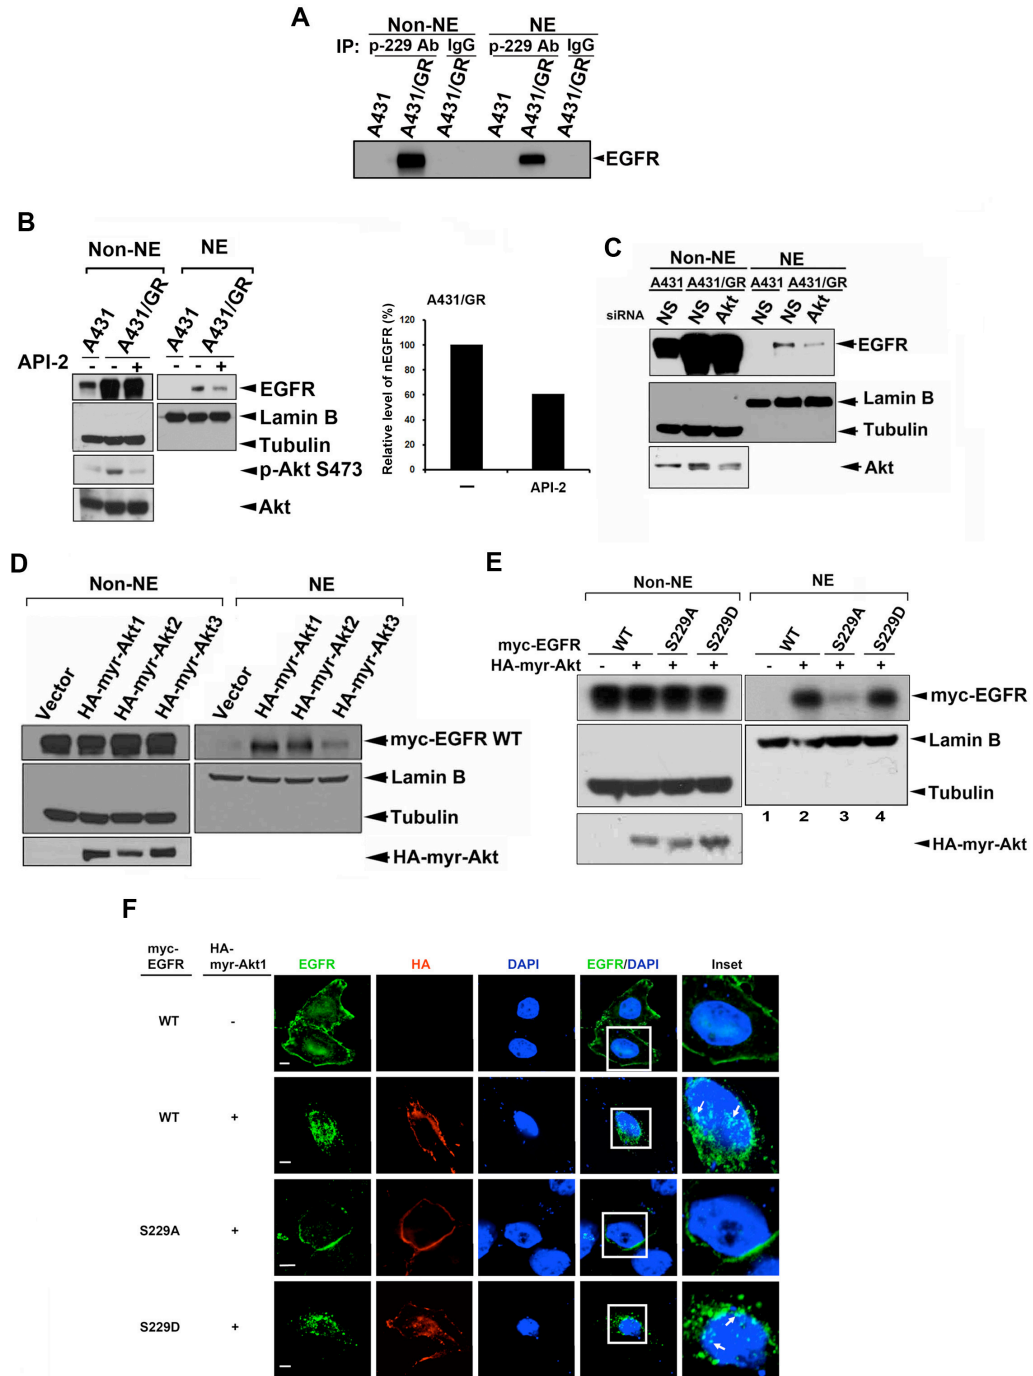 A
Non-NE NE
IP: p-229 Ab IgG p-229 Ab IgG
A431 A431/GR A431/GR A431 A431/GR A431/GR
EGFR
B
Non-NE NE
A431 A431/GR A431 A431/GR
API-2 - - + - - +
EGFR
Lamin B
Tubulin
p-Akt S473
Akt
A431/GR
Relative level of nEGFR (%)
120
100
80
60
40
20
0
— API-2
C
Non-NE NE
A431 A431/GR A431 A431/GR
siRNA NS NS Akt NS NS Akt
EGFR
Lamin B
Tubulin
Akt
D
Non-NE NE
Vector HA-myr-Akt1 HA-myr-Akt2 HA-myr-Akt3 Vector HA-myr-Akt1 HA-myr-Akt2 HA-myr-Akt3
myc-EGFR WT
Lamin B
Tubulin
HA-myr-Akt
E
Non-NE NE
myc-EGFR WT S229A S229D WT S229A S229D
HA-myr-Akt - + + + - + + +
myc-EGFR
Lamin B
Tubulin
1 2 3 4
HA-myr-Akt
F
myc-EGFR HA-myr-Akt1 EGFR HA DAPI EGFR/DAPI Inset
WT -
WT +
S229A +
S229D +